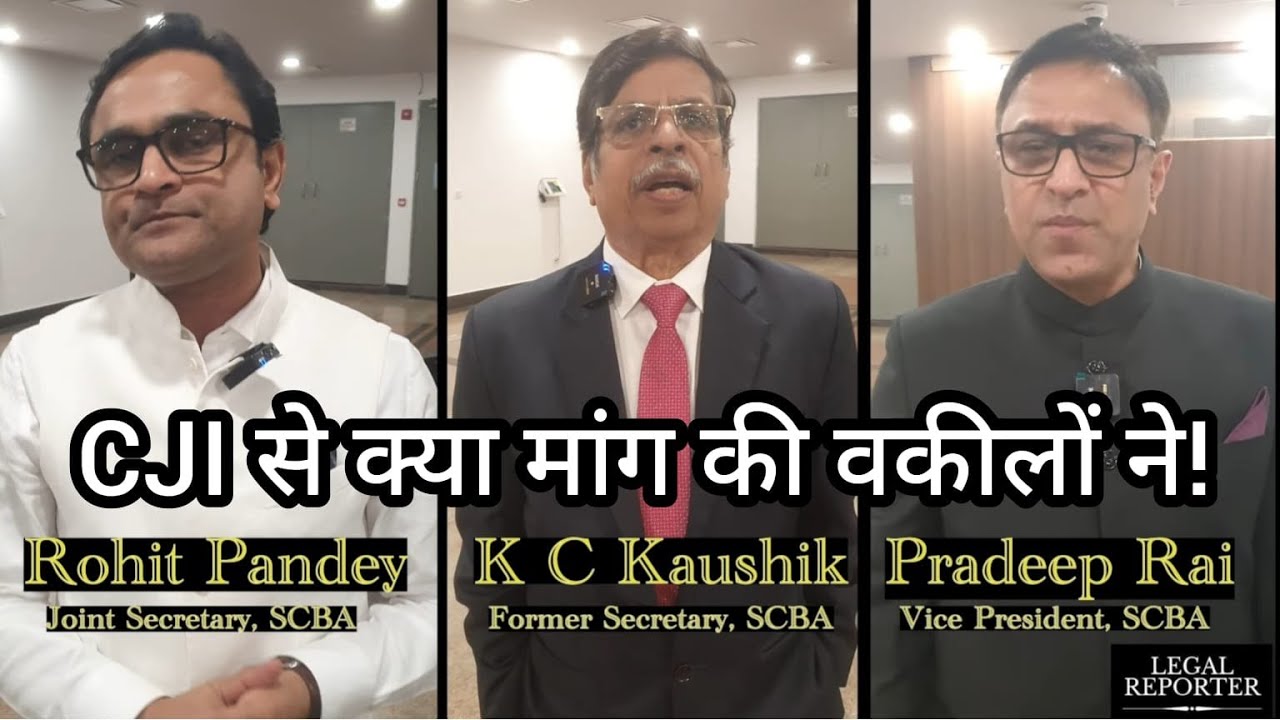 CJI से क्या मांग की वकीलों ने!
Rohit Pandey
Joint Secretary, SCBA
K C Kaushik
Former Secretary, SCBA
Pradeep Rai
Vice President, SCBA
LEGAL
REPORTER